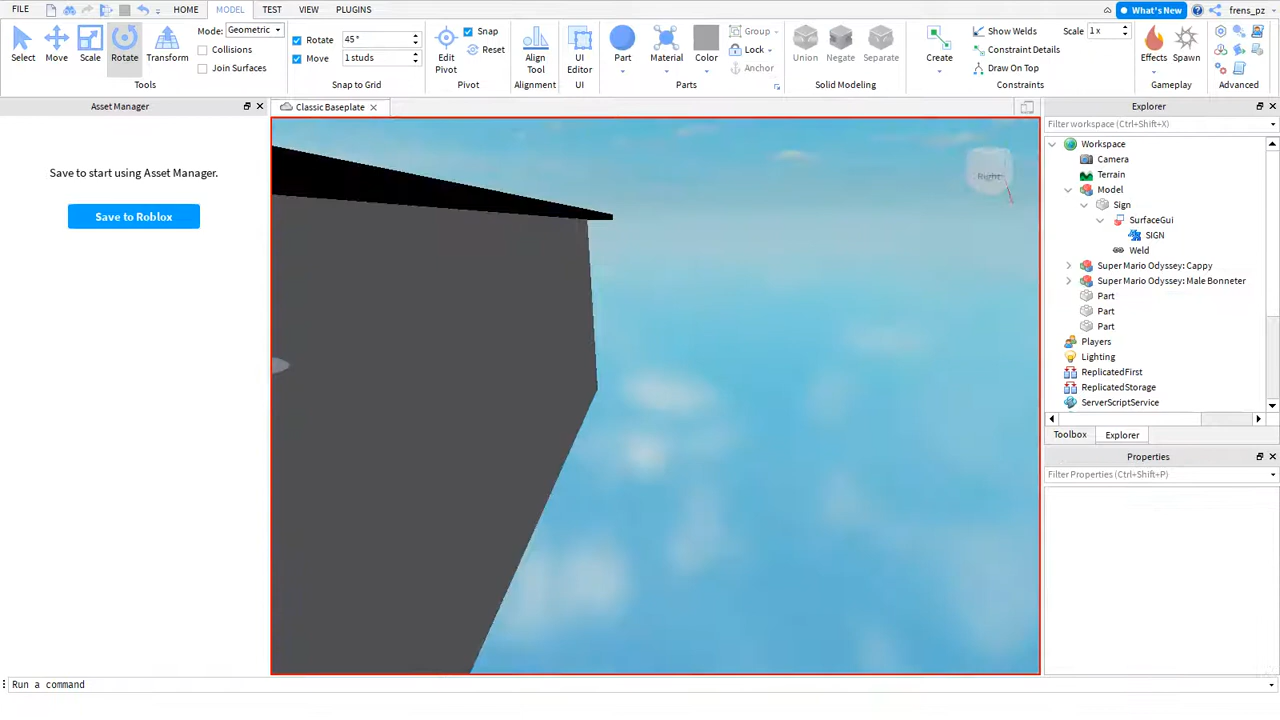 FILE HOME MODEL TEST VIEW PLUGINS What's New frens_pz
Select Move Scale Rotate Transform
Mode: Geometric
Collisions
Join Surfaces
Tools
Rotate 45°
Move 1 studs
Snap to Grid
Edit Pivot
Snap
Reset
Pivot
Align Tool
Alignment
UI Editor
UI
Part Material Color
Group
Lock
Anchor
Parts
Union Negate Separate
Solid Modeling
Create
Show Welds
Constraint Details
Draw On Top
Scale 1x
Constraints
Effects Spawn
Gameplay
Advanced
Asset Manager
Save to start using Asset Manager.
Save to Roblox
Classic Baseplate
Right
Explorer
Filter workspace (Ctrl+Shift+X)
Workspace
Camera
Terrain
Model
Sign
SurfaceGui
SIGN
Weld
Super Mario Odyssey: Cappy
Super Mario Odyssey: Male Bonneter
Part
Part
Part
Players
Lighting
ReplicatedFirst
ReplicatedStorage
ServerScriptService
Toolbox Explorer
Properties
Filter Properties (Ctrl+Shift+P)
Run a command